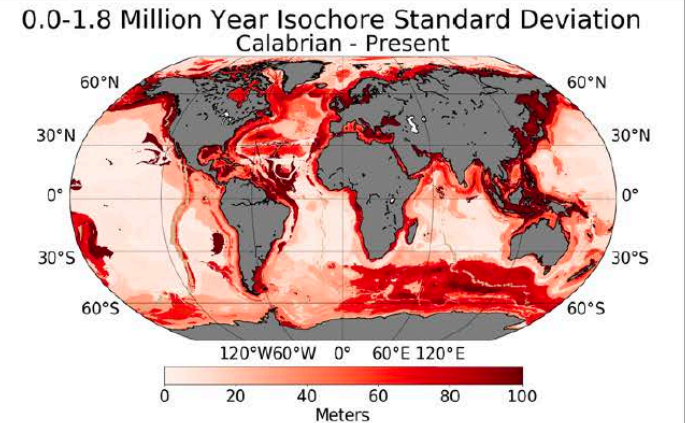 0.0-1.8 Million Year Isochore Standard Deviation
Calabrian - Present
60°N 60°N
30°N 30°N
0° 0°
30°S 30°S
60°S 60°S
120°W60°W 0° 60°E 120°E
0 20 40 60 80 100
Meters